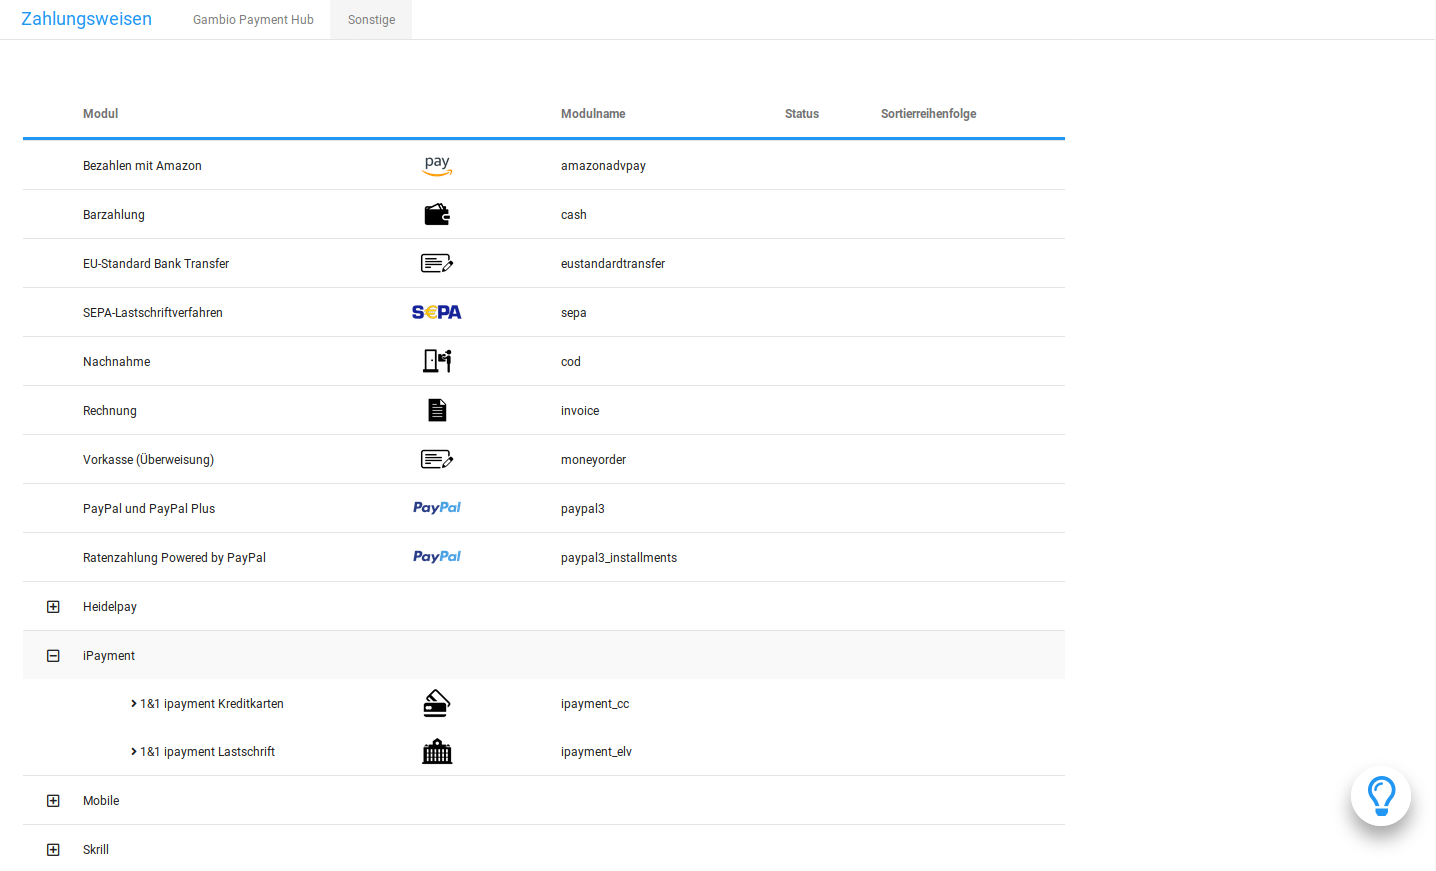 Zahlungsweisen Gambio Payment Hub Sonstige
Modul Modulname Status Sortierreihenfolge
Bezahlen mit Amazon pay amazonadvpay
Barzahlung cash
EU-Standard Bank Transfer eustandardtransfer
SEPA-Lastschriftverfahren S€PA sepa
Nachnahme cod
Rechnung invoice
Vorkasse (Überweisung) moneyorder
PayPal und PayPal Plus PayPal paypal3
Ratenzahlung Powered by PayPal PayPal paypal3_installments
Heidelpay
iPayment
1&1 ipayment Kreditkarten ipayment_cc
1&1 ipayment Lastschrift ipayment_elv
Mobile
Skrill